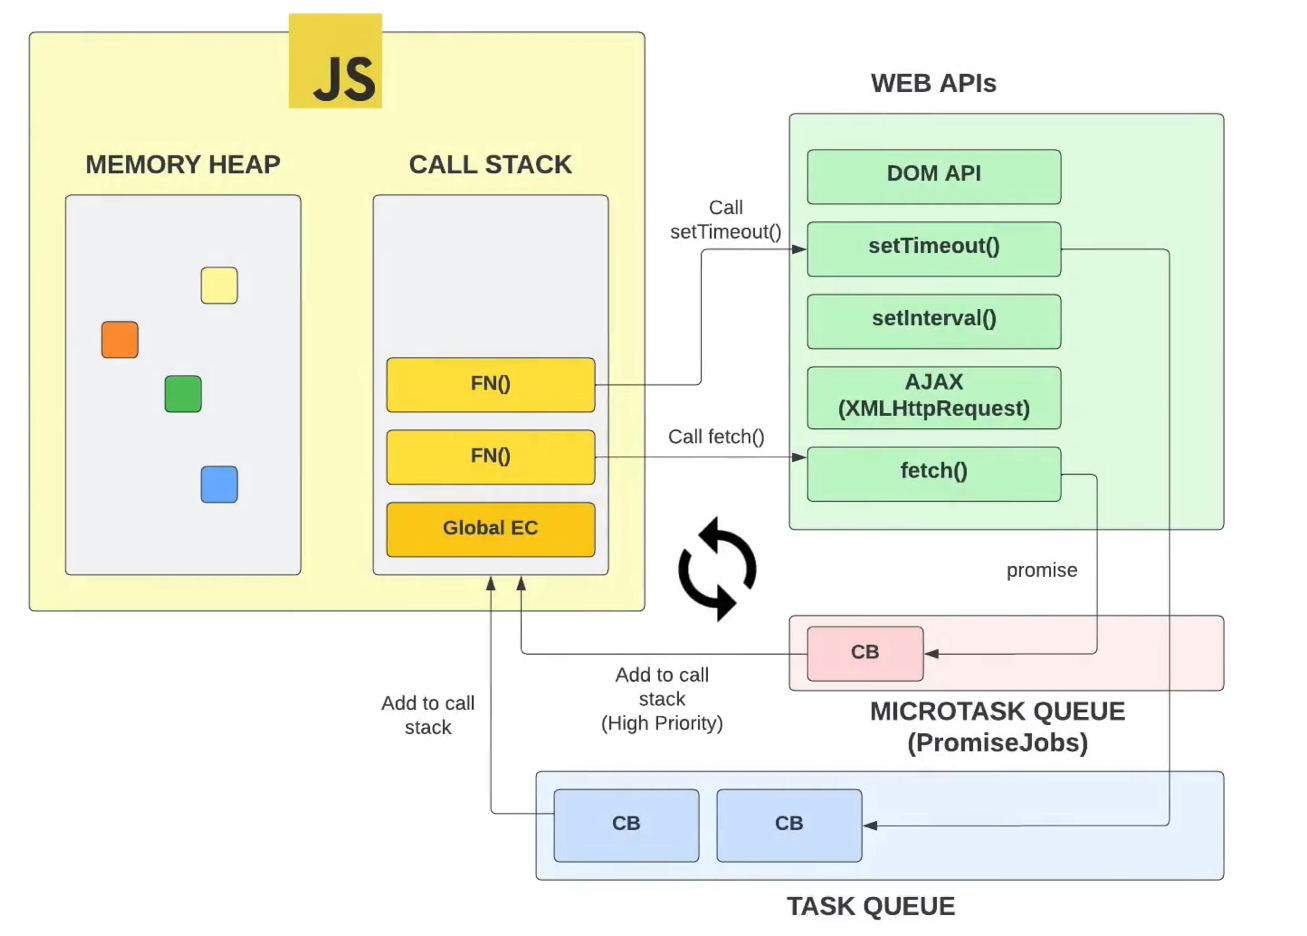 JS
MEMORY HEAP
CALL STACK
FN()
FN()
Global EC
Call
setTimeout()
Call fetch()
WEB APIs
DOM API
setTimeout()
setInterval()
AJAX
(XMLHttpRequest)
fetch()
promise
CB
MICROTASK QUEUE
(PromiseJobs)
Add to call
stack
(High Priority)
Add to call
stack
CB
CB
TASK QUEUE